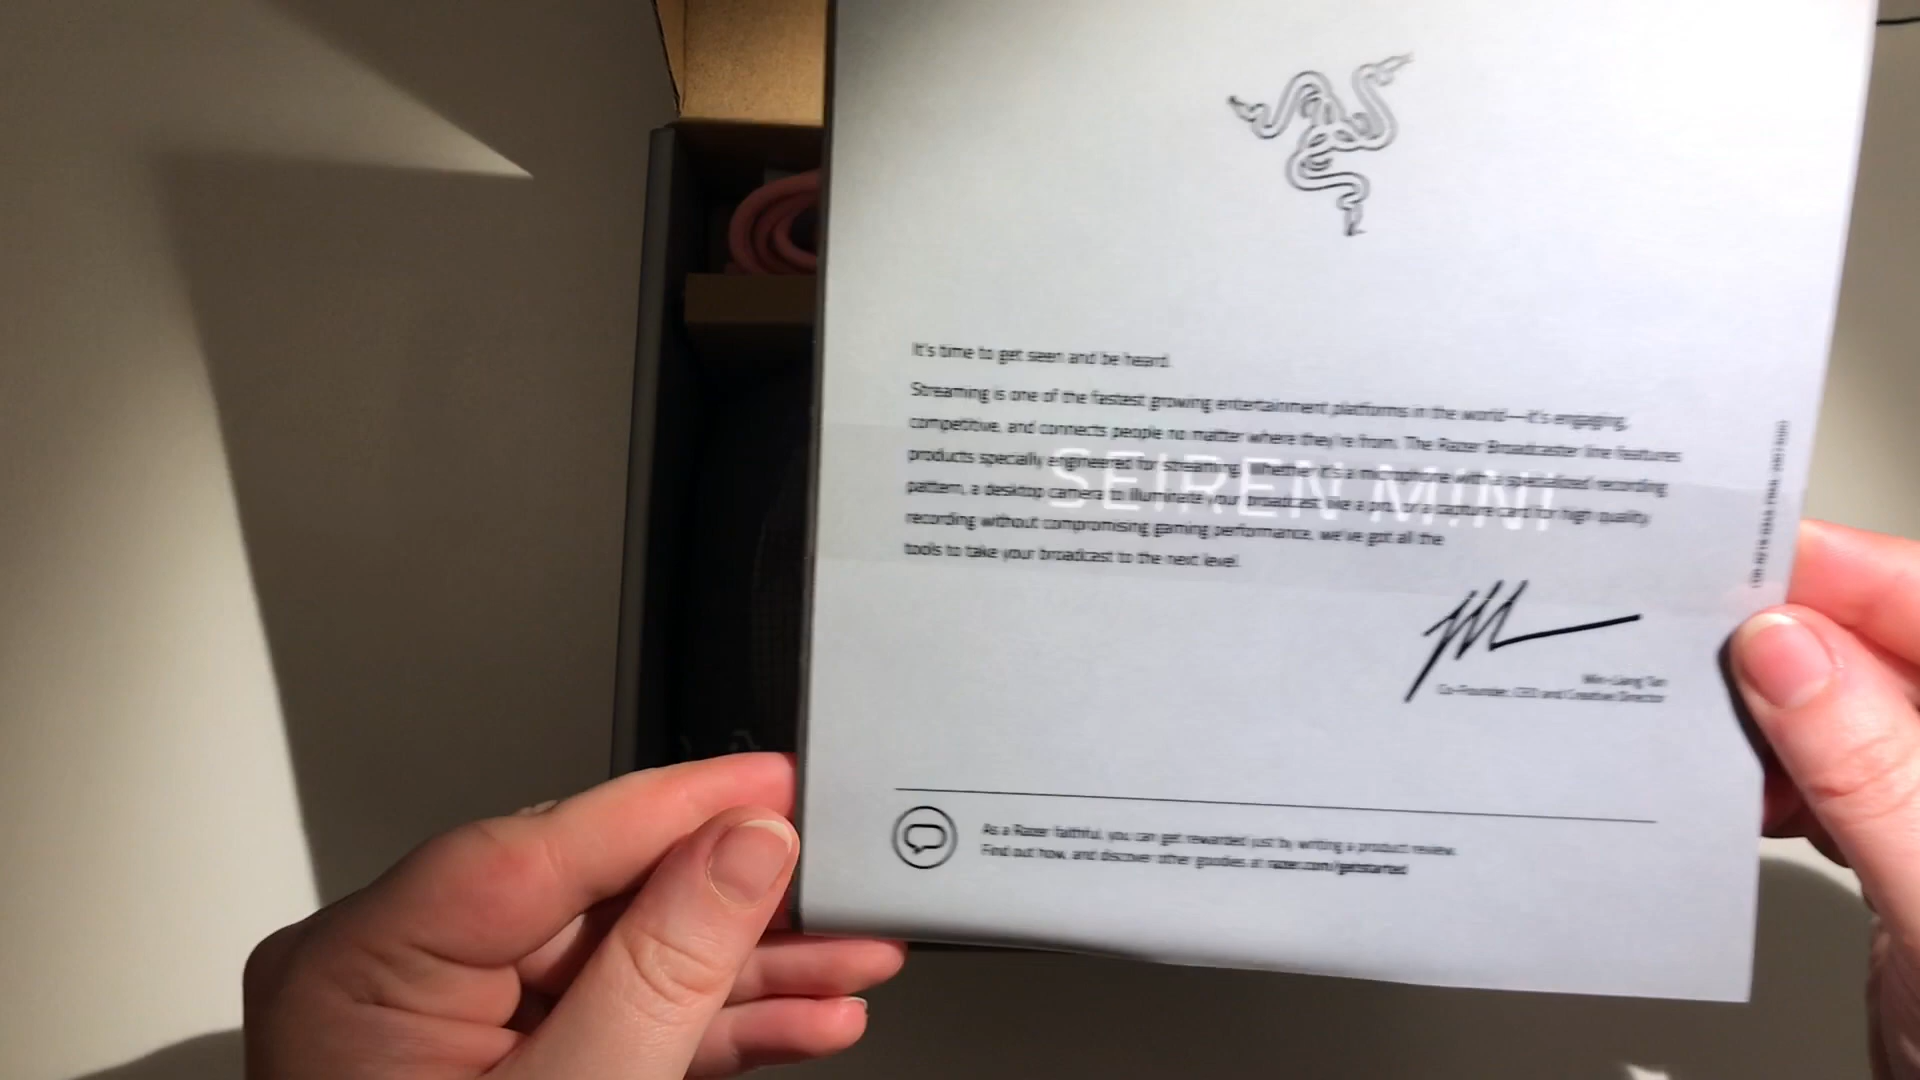 It's time to get seen and be heard.
Streaming is one of the fastest growing entertainment platforms in the world—it's engaging,
competitive, and connects people no matter where they're from. The Razer Broadcaster line features
products specially engineered for streaming. Whether it's a microphone with a specialized recording
pattern, a desktop camera to illuminate your broadcast like a pro, or a capture card for high quality
recording without compromising gaming performance, we've got all the
tools to take your broadcast to the next level.
SEIREN MINI
Min-Liang Tan
Co-Founder, CEO and Creative Director
As a Razer faithful, you can get rewarded just by writing a product review.
Find out how, and discover other goodies at razer.com/getstarted